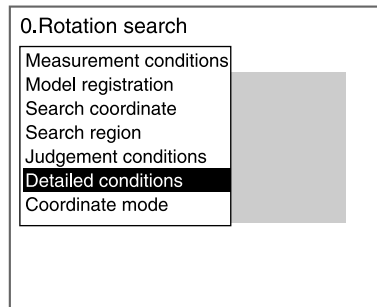 0.Rotation search
Measurement conditions
Model registration
Search coordinate
Search region
Judgement conditions
Detailed conditions
Coordinate mode